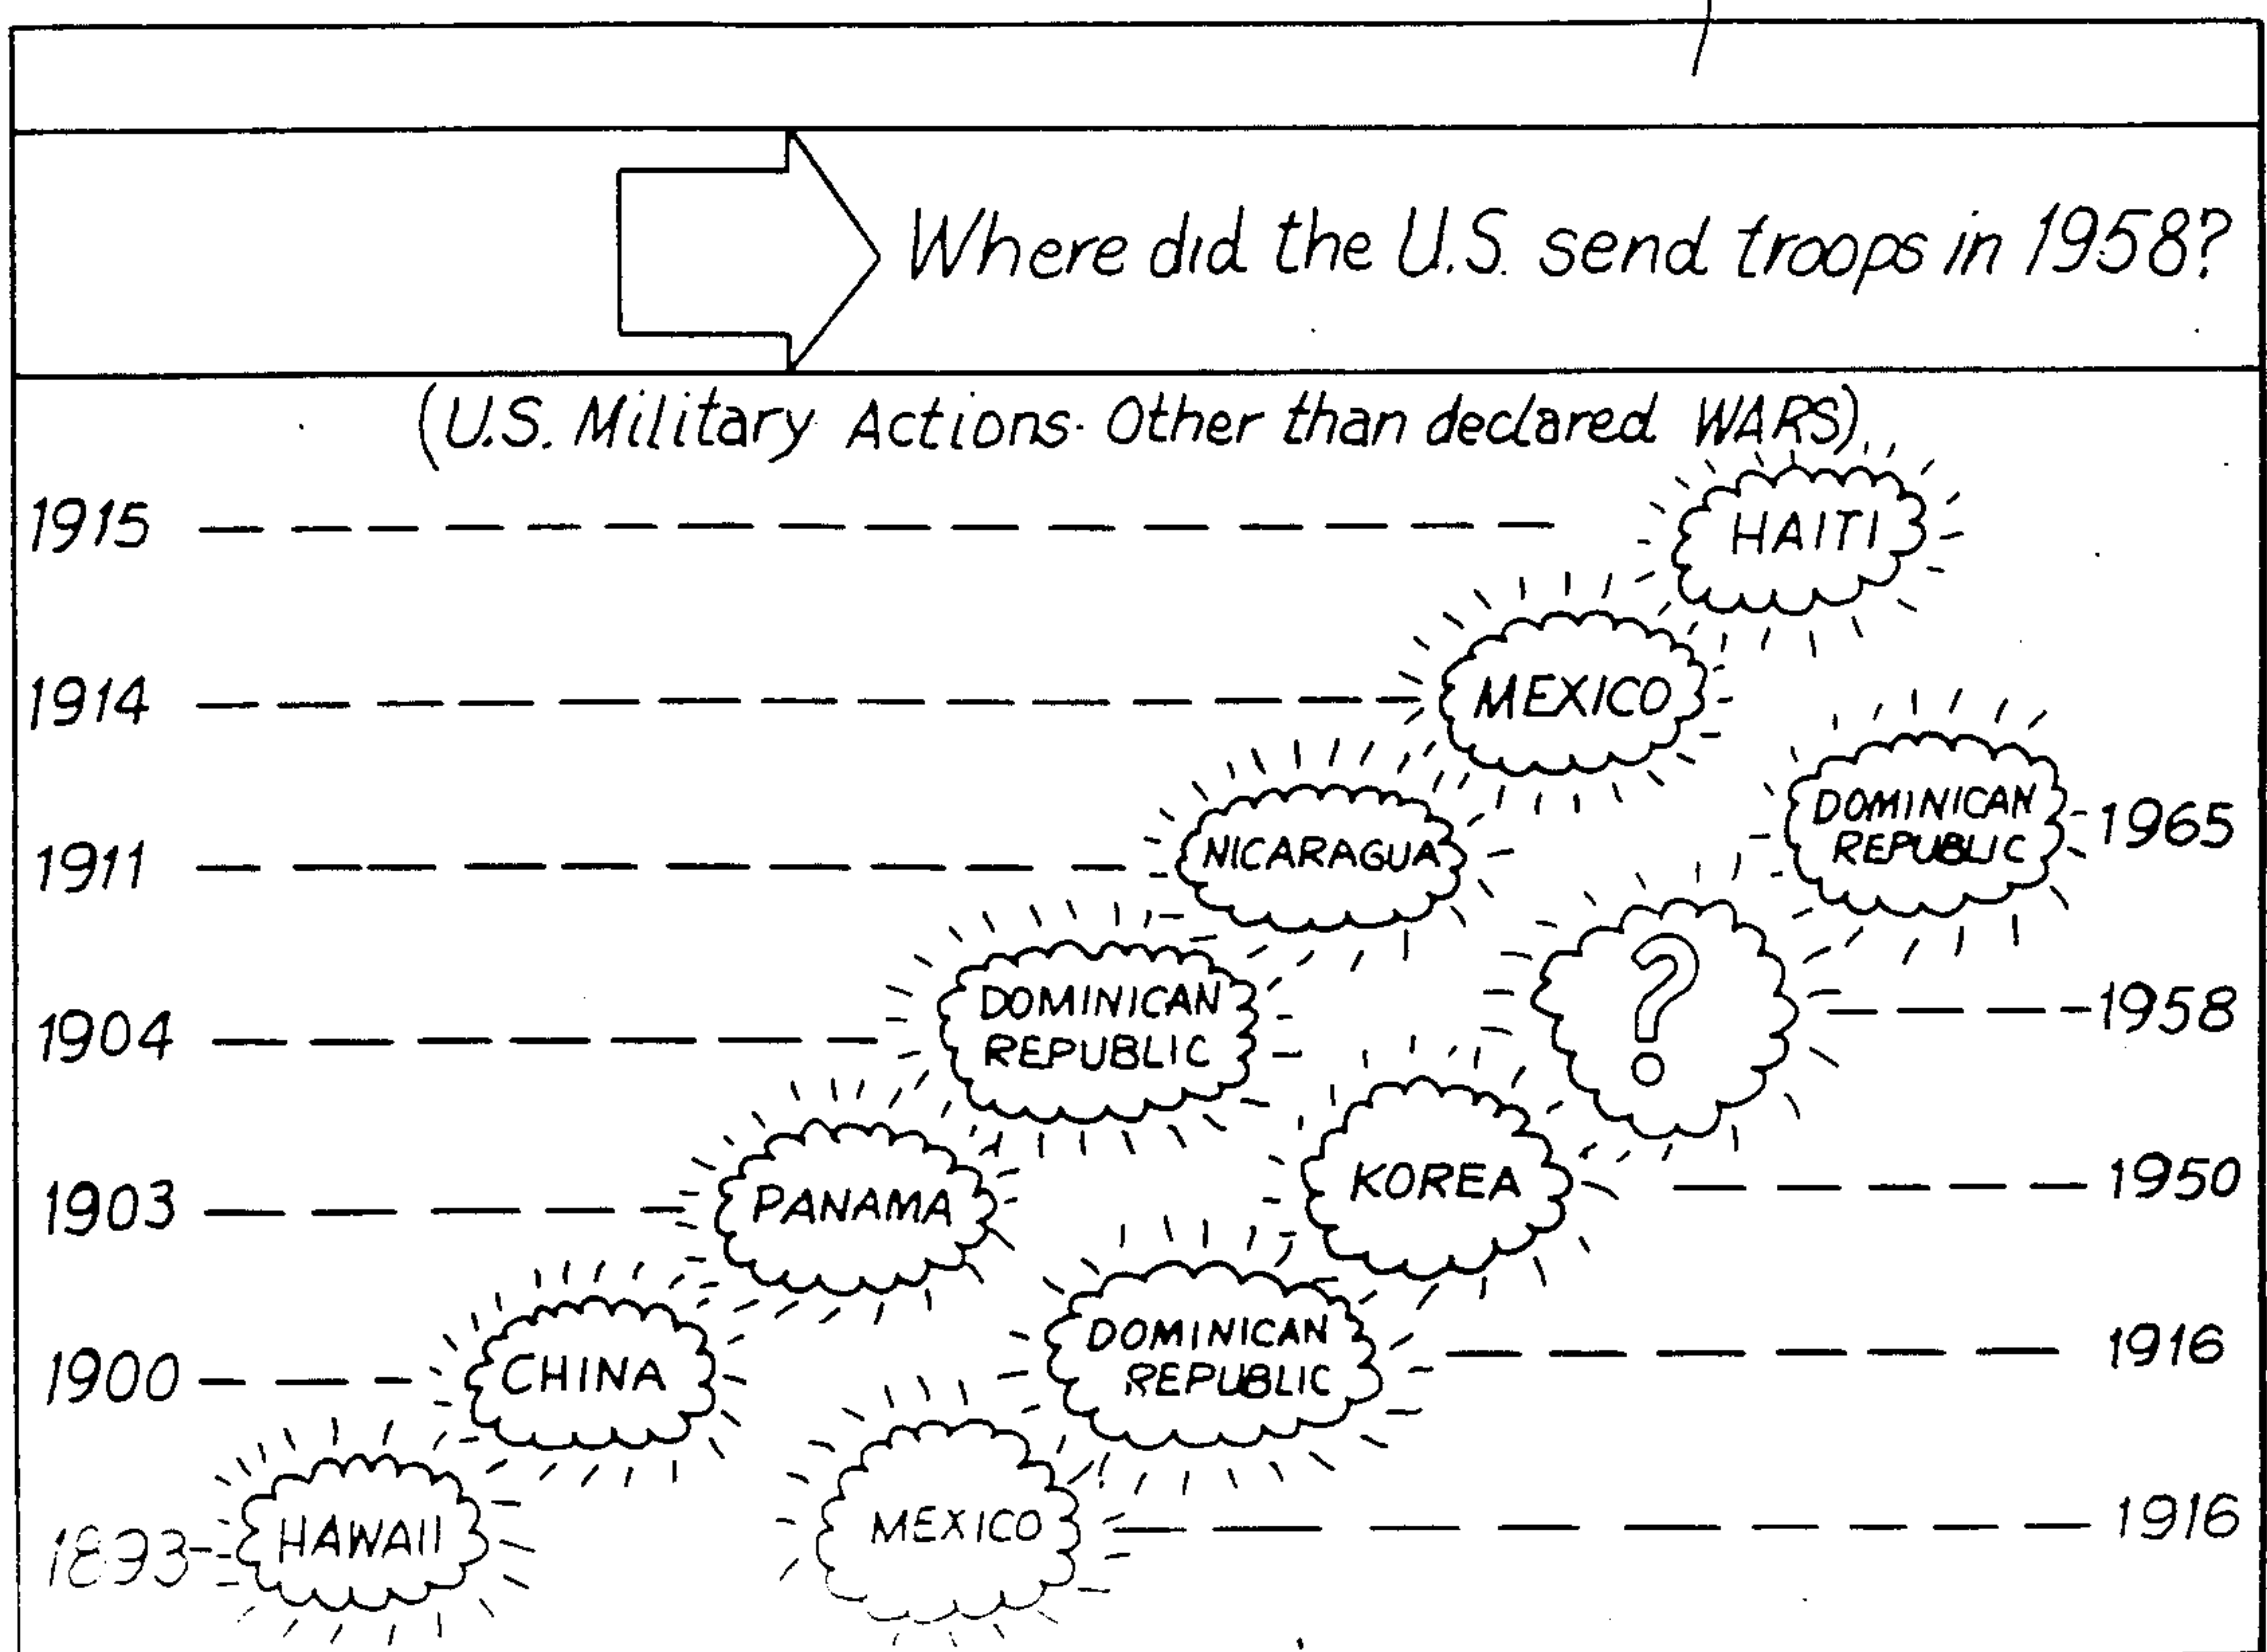 Where did the U.S. send troops in 1958?
(U.S. Military Actions Other than declared WARS)
1915 HAITI
1914 MEXICO
1911 NICARAGUA
DOMINICAN
REPUBLIC 1965
1904 DOMINICAN
REPUBLIC
? 1958
1903 PANAMA
KOREA 1950
1900 CHINA
DOMINICAN
REPUBLIC 1916
1893 HAWAII
MEXICO 1916